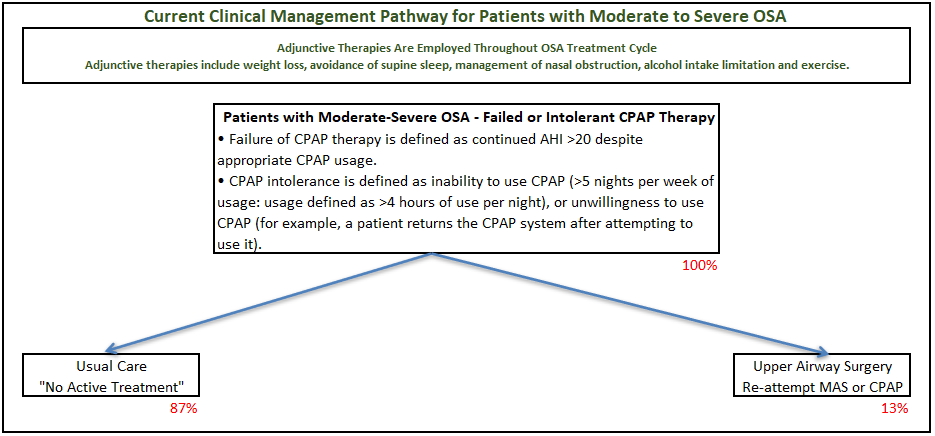 Current Clinical Management Pathway for Patients with Moderate to Severe OSA
Adjunctive Therapies Are Employed Throughout OSA Treatment Cycle
Adjunctive therapies include weight loss, avoidance of supine sleep, management of nasal obstruction, alcohol intake limitation and exercise.
Patients with Moderate-Severe OSA - Failed or Intolerant CPAP Therapy
• Failure of CPAP therapy is defined as continued AHI >20 despite
appropriate CPAP usage.
• CPAP intolerance is defined as inability to use CPAP (>5 nights per week of
usage: usage defined as >4 hours of use per night), or unwillingness to use
CPAP (for example, a patient returns the CPAP system after attempting to
use it).
100%
Usual Care
"No Active Treatment"
87%
Upper Airway Surgery
Re-attempt MAS or CPAP
13%